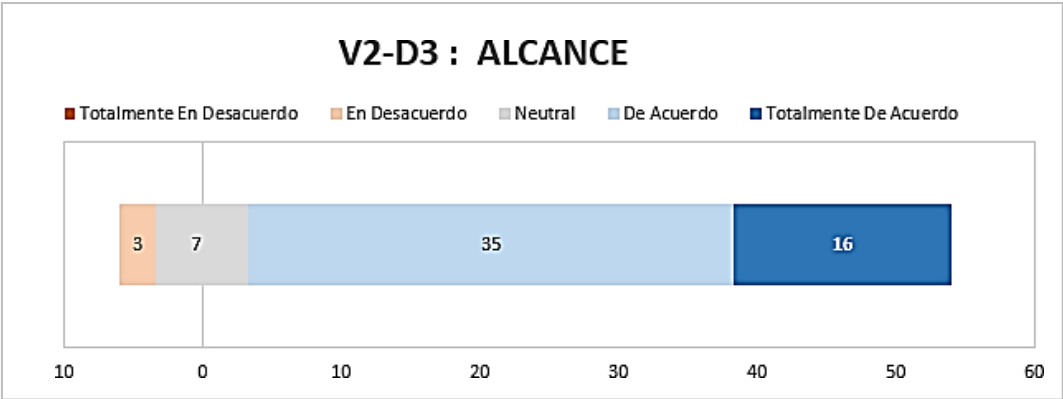 V2-D3 : ALCANCE
Totalmente En Desacuerdo En Desacuerdo Neutral De Acuerdo Totalmente De Acuerdo
3 7 35 16
10 0 10 20 30 40 50 60